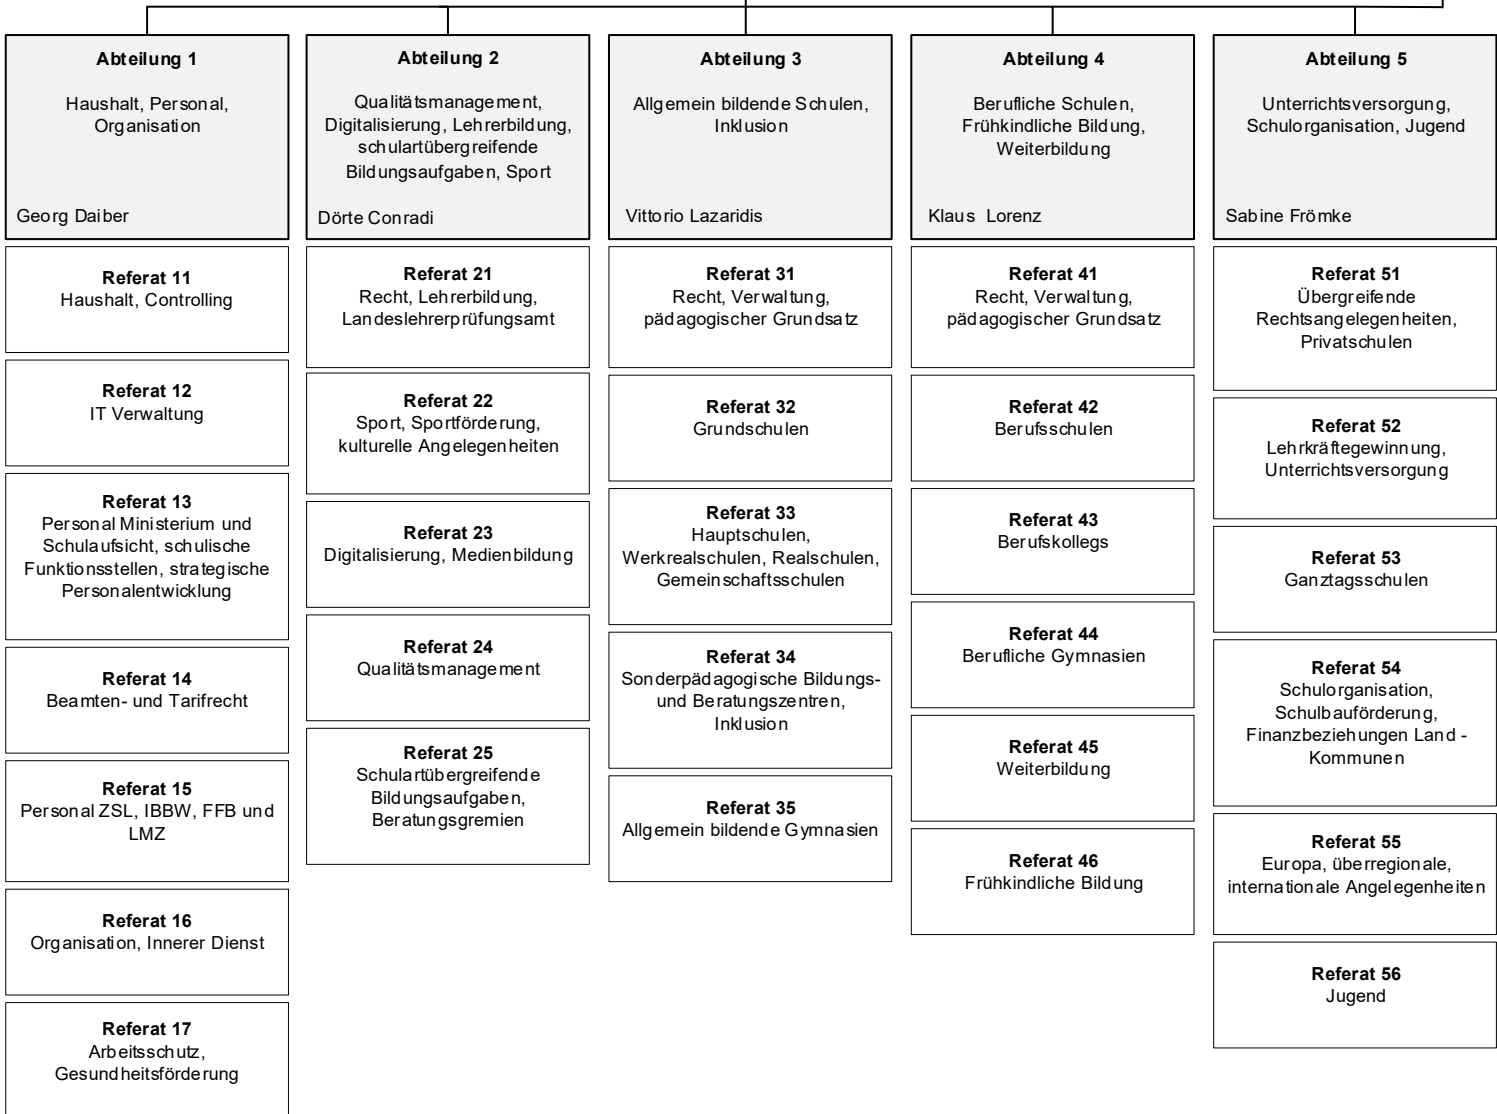 Abteilung 1
Haushalt, Personal,
Organisation
Georg Daiber
Referat 11
Haushalt, Controlling
Referat 12
IT Verwaltung
Referat 13
Personal Ministerium und
Schulaufsicht, schulische
Funktionsstellen, strategische
Personalentwicklung
Referat 14
Beamten- und Tarifrecht
Referat 15
Personal ZSL, IBBW, FFB und
LMZ
Referat 16
Organisation, Innerer Dienst
Referat 17
Arbeitsschutz,
Gesundheitsförderung
Abteilung 2
Qualitätsmanagement,
Digitalisierung, Lehrerbildung,
schulartübergreifende
Bildungsaufgaben, Sport
Dörte Conradi
Referat 21
Recht, Lehrerbildung,
Landeslehrerprüfungsamt
Referat 22
Sport, Sportförderung,
kulturelle Angelegenheiten
Referat 23
Digitalisierung, Medienbildung
Referat 24
Qualitätsmanagement
Referat 25
Schulartübergreifende
Bildungsaufgaben,
Beratungsgremien
Abteilung 3
Allgemein bildende Schulen,
Inklusion
Vittorio Lazaridis
Referat 31
Recht, Verwaltung,
pädagogischer Grundsatz
Referat 32
Grundschulen
Referat 33
Hauptschulen,
Werkrealschulen, Realschulen,
Gemeinschaftsschulen
Referat 34
Sonderpädagogische Bildungs-
und Beratungszentren,
Inklusion
Referat 35
Allgemein bildende Gymnasien
Abteilung 4
Berufliche Schulen,
Frühkindliche Bildung,
Weiterbildung
Klaus Lorenz
Referat 41
Recht, Verwaltung,
pädagogischer Grundsatz
Referat 42
Berufsschulen
Referat 43
Berufskollegs
Referat 44
Berufliche Gymnasien
Referat 45
Weiterbildung
Referat 46
Frühkindliche Bildung
Abteilung 5
Unterrichtsversorgung,
Schulorganisation, Jugend
Sabine Frömke
Referat 51
Übergreifende
Rechtsangelegenheiten,
Privatschulen
Referat 52
Lehrkräftegewinnung,
Unterrichtsversorgung
Referat 53
Ganztagsschulen
Referat 54
Schulorganisation,
Schulbauförderung,
Finanzbeziehungen Land -
Kommunen
Referat 55
Europa, überregionale,
internationale Angelegenheiten
Referat 56
Jugend